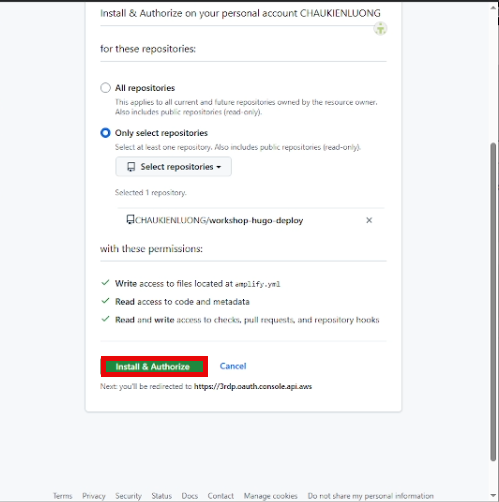 Install & Authorize on your personal account CHAUKIENLUONG
for these repositories:
All repositories
This applies to all current and future repositories owned by the resource owner.
Also includes public repositories (read-only).
Only select repositories
Select at least one repository. Also includes public repositories (read-only).
Select repositories
Selected 1 repository.
CHAUKIENLUONG/workshop-hugo-deploy
with these permissions:
Write access to files located at amplify.yml
Read access to code and metadata
Read and write access to checks, pull requests, and repository hooks
Install & Authorize Cancel
Next: you'll be redirected to https://3rdp.oauth.console.api.aws
Terms Privacy Security Status Docs Contact Manage cookies Do not share my personal information